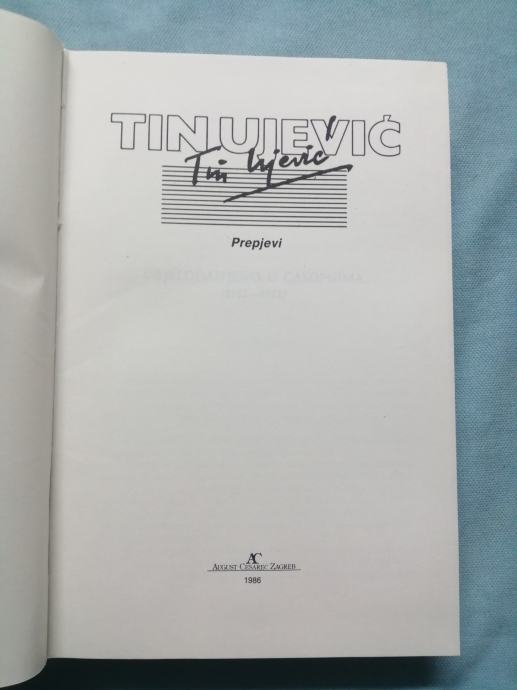 TIN UJEVIĆ
Tin Ujević
Prepjevi
AC
AUGUST CESAREC ZAGREB
1986